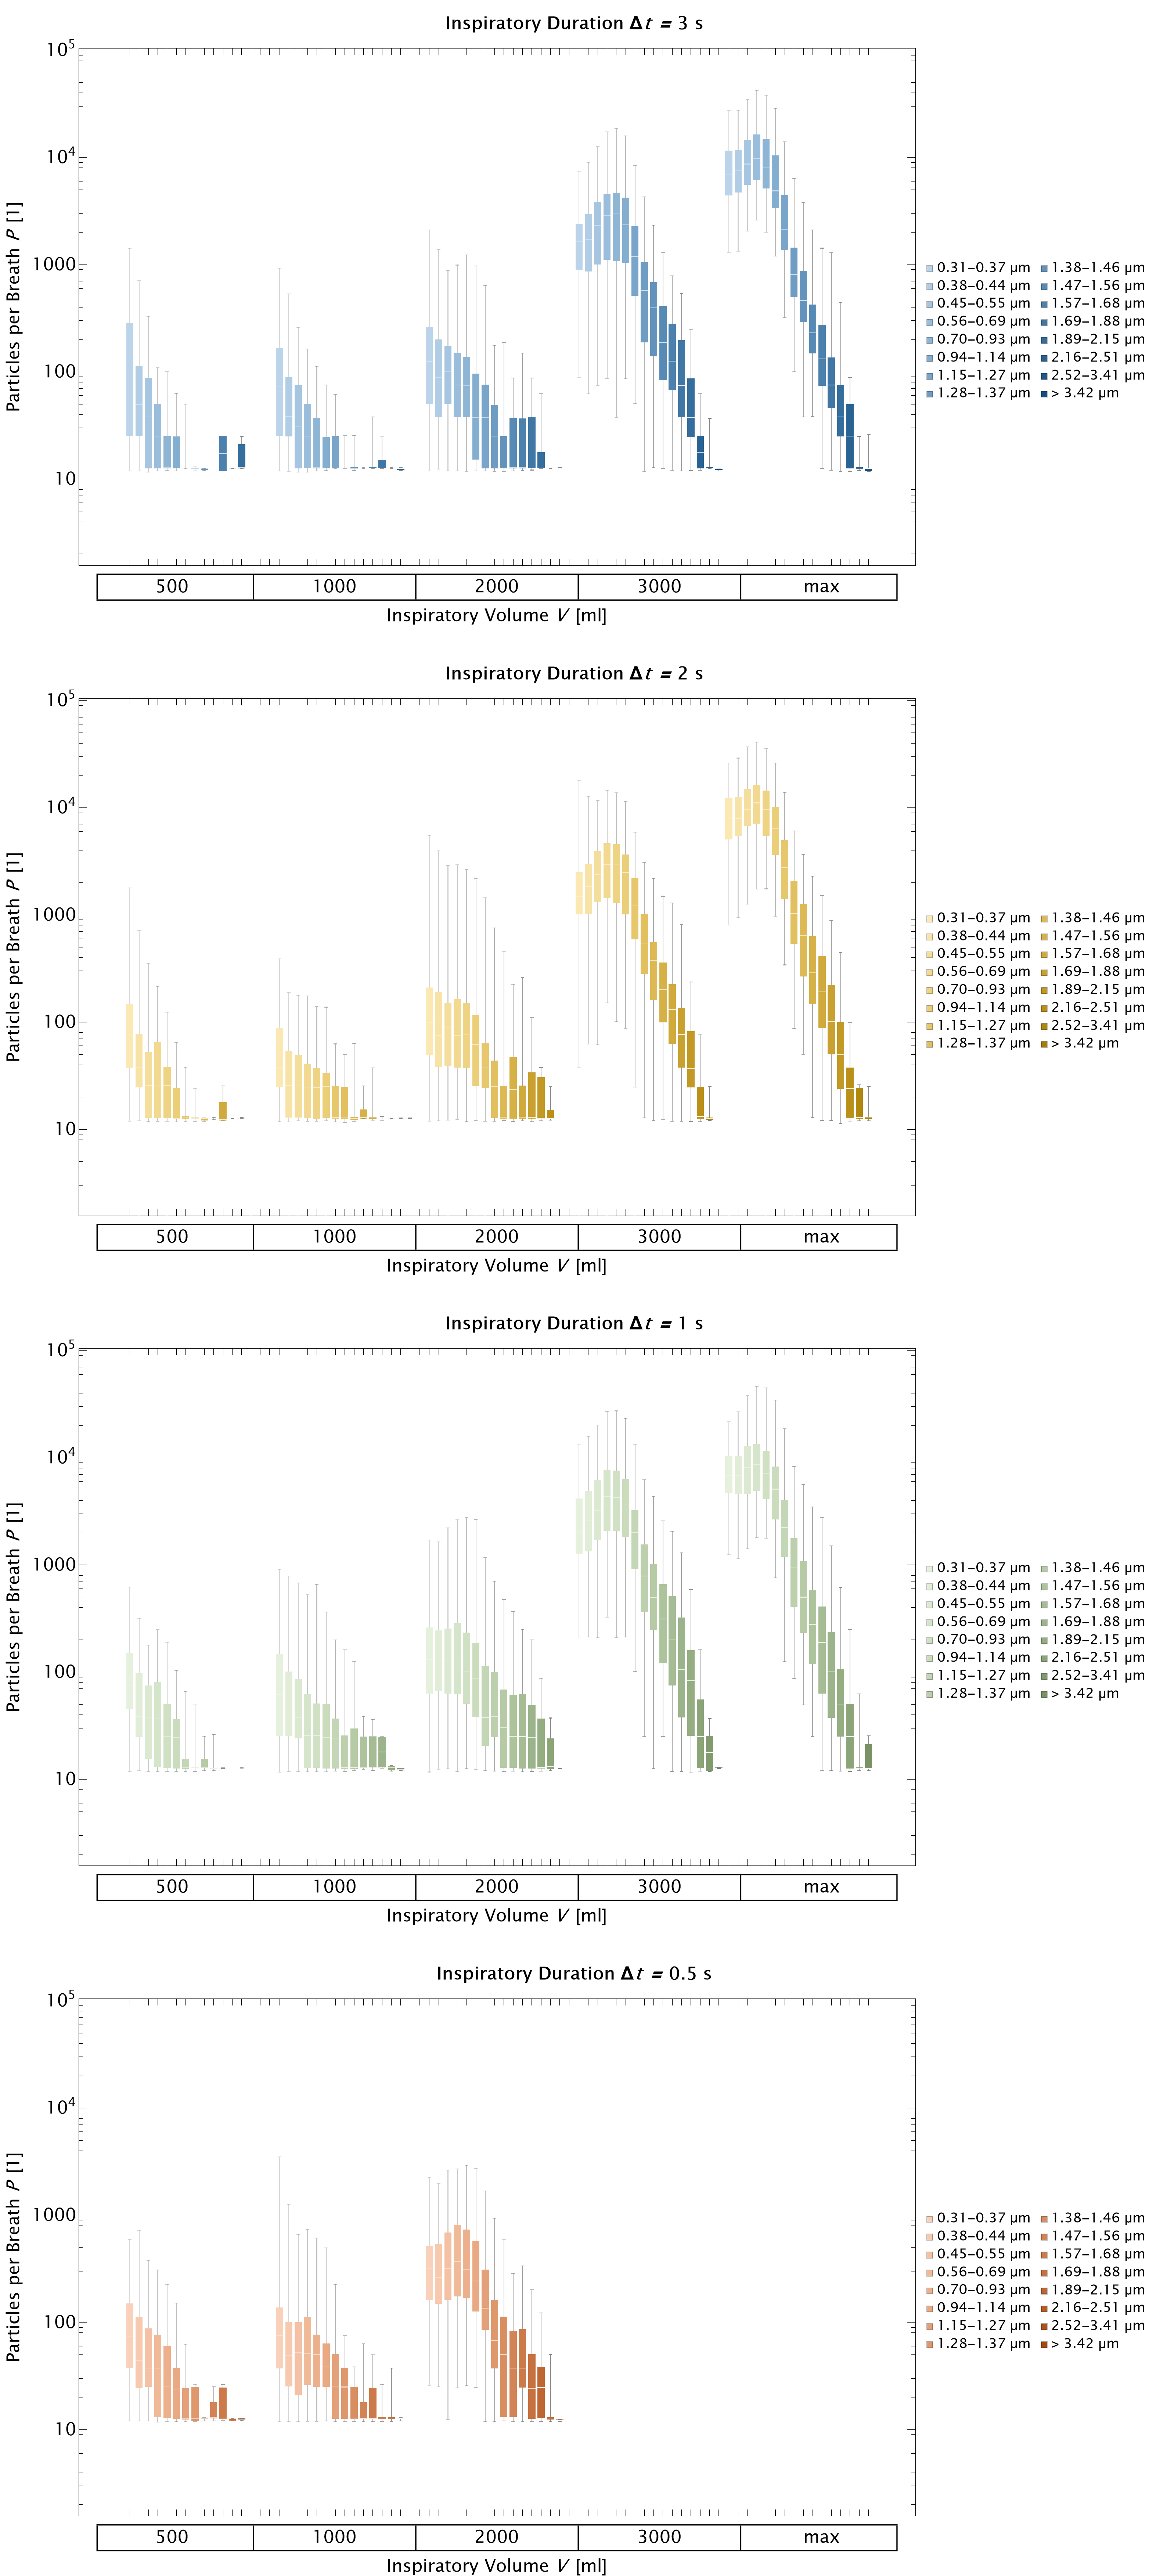 Inspiratory Duration Δt = 3 s
10⁵
10⁴
1000
100
10
Particles per Breath P [1]
0.31–0.37 µm 1.38–1.46 µm
0.38–0.44 µm 1.47–1.56 µm
0.45–0.55 µm 1.57–1.68 µm
0.56–0.69 µm 1.69–1.88 µm
0.70–0.93 µm 1.89–2.15 µm
0.94–1.14 µm 2.16–2.51 µm
1.15–1.27 µm 2.52–3.41 µm
1.28–1.37 µm > 3.42 µm
500 1000 2000 3000 max
Inspiratory Volume V [ml]
Inspiratory Duration Δt = 2 s
10⁵
10⁴
1000
100
10
Particles per Breath P [1]
0.31–0.37 µm 1.38–1.46 µm
0.38–0.44 µm 1.47–1.56 µm
0.45–0.55 µm 1.57–1.68 µm
0.56–0.69 µm 1.69–1.88 µm
0.70–0.93 µm 1.89–2.15 µm
0.94–1.14 µm 2.16–2.51 µm
1.15–1.27 µm 2.52–3.41 µm
1.28–1.37 µm > 3.42 µm
500 1000 2000 3000 max
Inspiratory Volume V [ml]
Inspiratory Duration Δt = 1 s
10⁵
10⁴
1000
100
10
Particles per Breath P [1]
0.31–0.37 µm 1.38–1.46 µm
0.38–0.44 µm 1.47–1.56 µm
0.45–0.55 µm 1.57–1.68 µm
0.56–0.69 µm 1.69–1.88 µm
0.70–0.93 µm 1.89–2.15 µm
0.94–1.14 µm 2.16–2.51 µm
1.15–1.27 µm 2.52–3.41 µm
1.28–1.37 µm > 3.42 µm
500 1000 2000 3000 max
Inspiratory Volume V [ml]
Inspiratory Duration Δt = 0.5 s
10⁵
10⁴
1000
100
10
Particles per Breath P [1]
0.31–0.37 µm 1.38–1.46 µm
0.38–0.44 µm 1.47–1.56 µm
0.45–0.55 µm 1.57–1.68 µm
0.56–0.69 µm 1.69–1.88 µm
0.70–0.93 µm 1.89–2.15 µm
0.94–1.14 µm 2.16–2.51 µm
1.15–1.27 µm 2.52–3.41 µm
1.28–1.37 µm > 3.42 µm
500 1000 2000 3000 max
Inspiratory Volume V [ml]